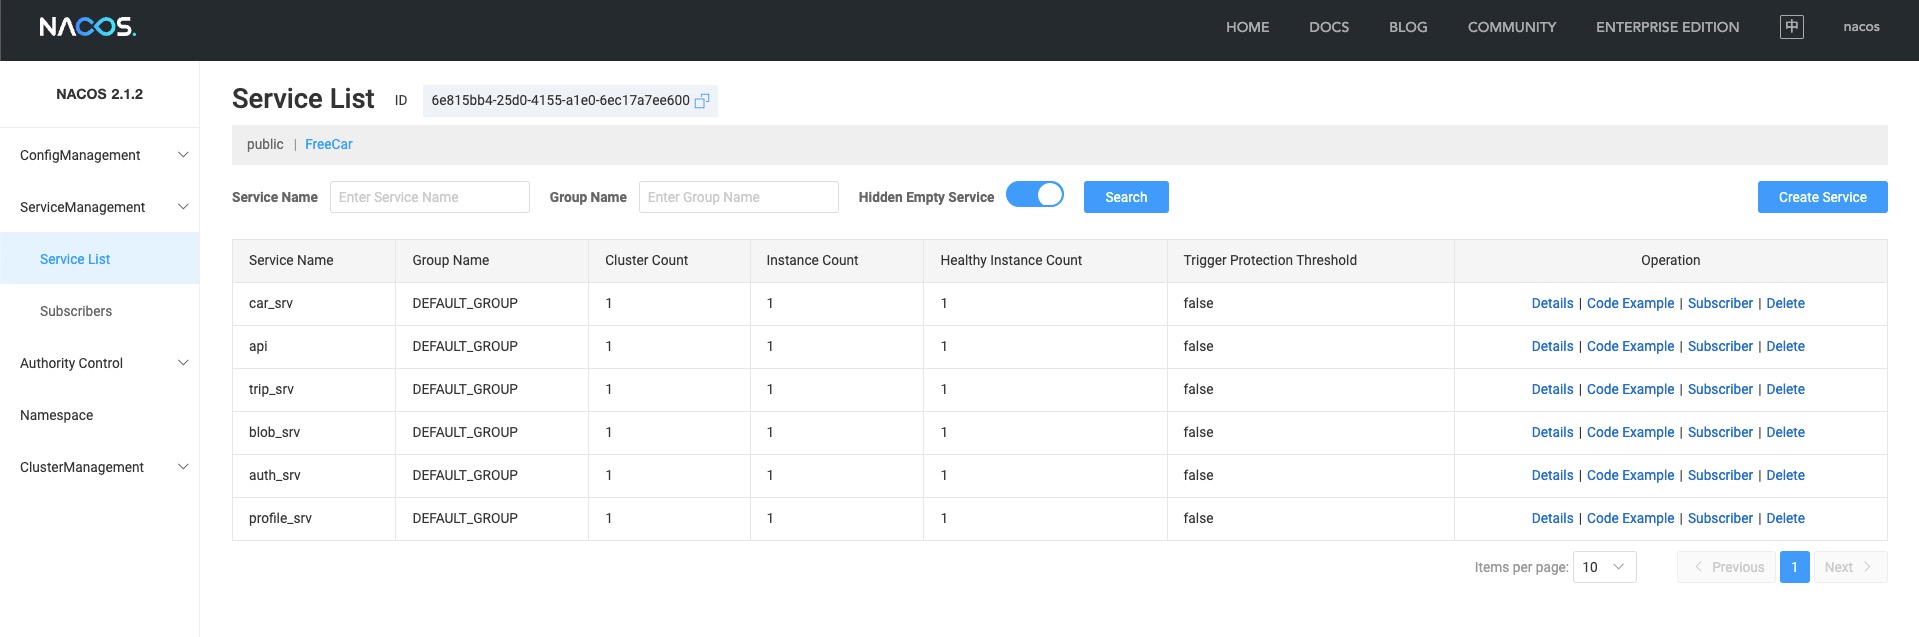 NACOS.
HOME DOCS BLOG COMMUNITY ENTERPRISE EDITION 中 nacos
NACOS 2.1.2
ConfigManagement
ServiceManagement
Service List
Subscribers
Authority Control
Namespace
ClusterManagement
Service List ID 6e815bb4-25d0-4155-a1e0-6ec17a7ee600
public | FreeCar
Service Name Enter Service Name Group Name Enter Group Name Hidden Empty Service Search Create Service
Service Name Group Name Cluster Count Instance Count Healthy Instance Count Trigger Protection Threshold Operation
car_srv DEFAULT_GROUP 1 1 1 false Details | Code Example | Subscriber | Delete
api DEFAULT_GROUP 1 1 1 false Details | Code Example | Subscriber | Delete
trip_srv DEFAULT_GROUP 1 1 1 false Details | Code Example | Subscriber | Delete
blob_srv DEFAULT_GROUP 1 1 1 false Details | Code Example | Subscriber | Delete
auth_srv DEFAULT_GROUP 1 1 1 false Details | Code Example | Subscriber | Delete
profile_srv DEFAULT_GROUP 1 1 1 false Details | Code Example | Subscriber | Delete
Items per page: 10 Previous 1 Next